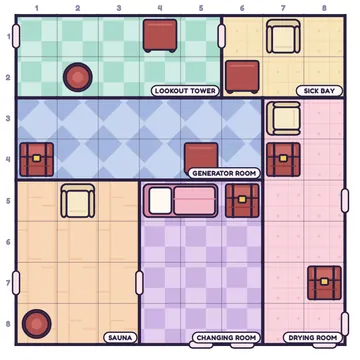 1 2 3 4 5 6 7 8
1
2
LOOKOUT TOWER
SICK BAY
3
4
GENERATOR ROOM
5
6
7
8
SAUNA
CHANGING ROOM
DRYING ROOM